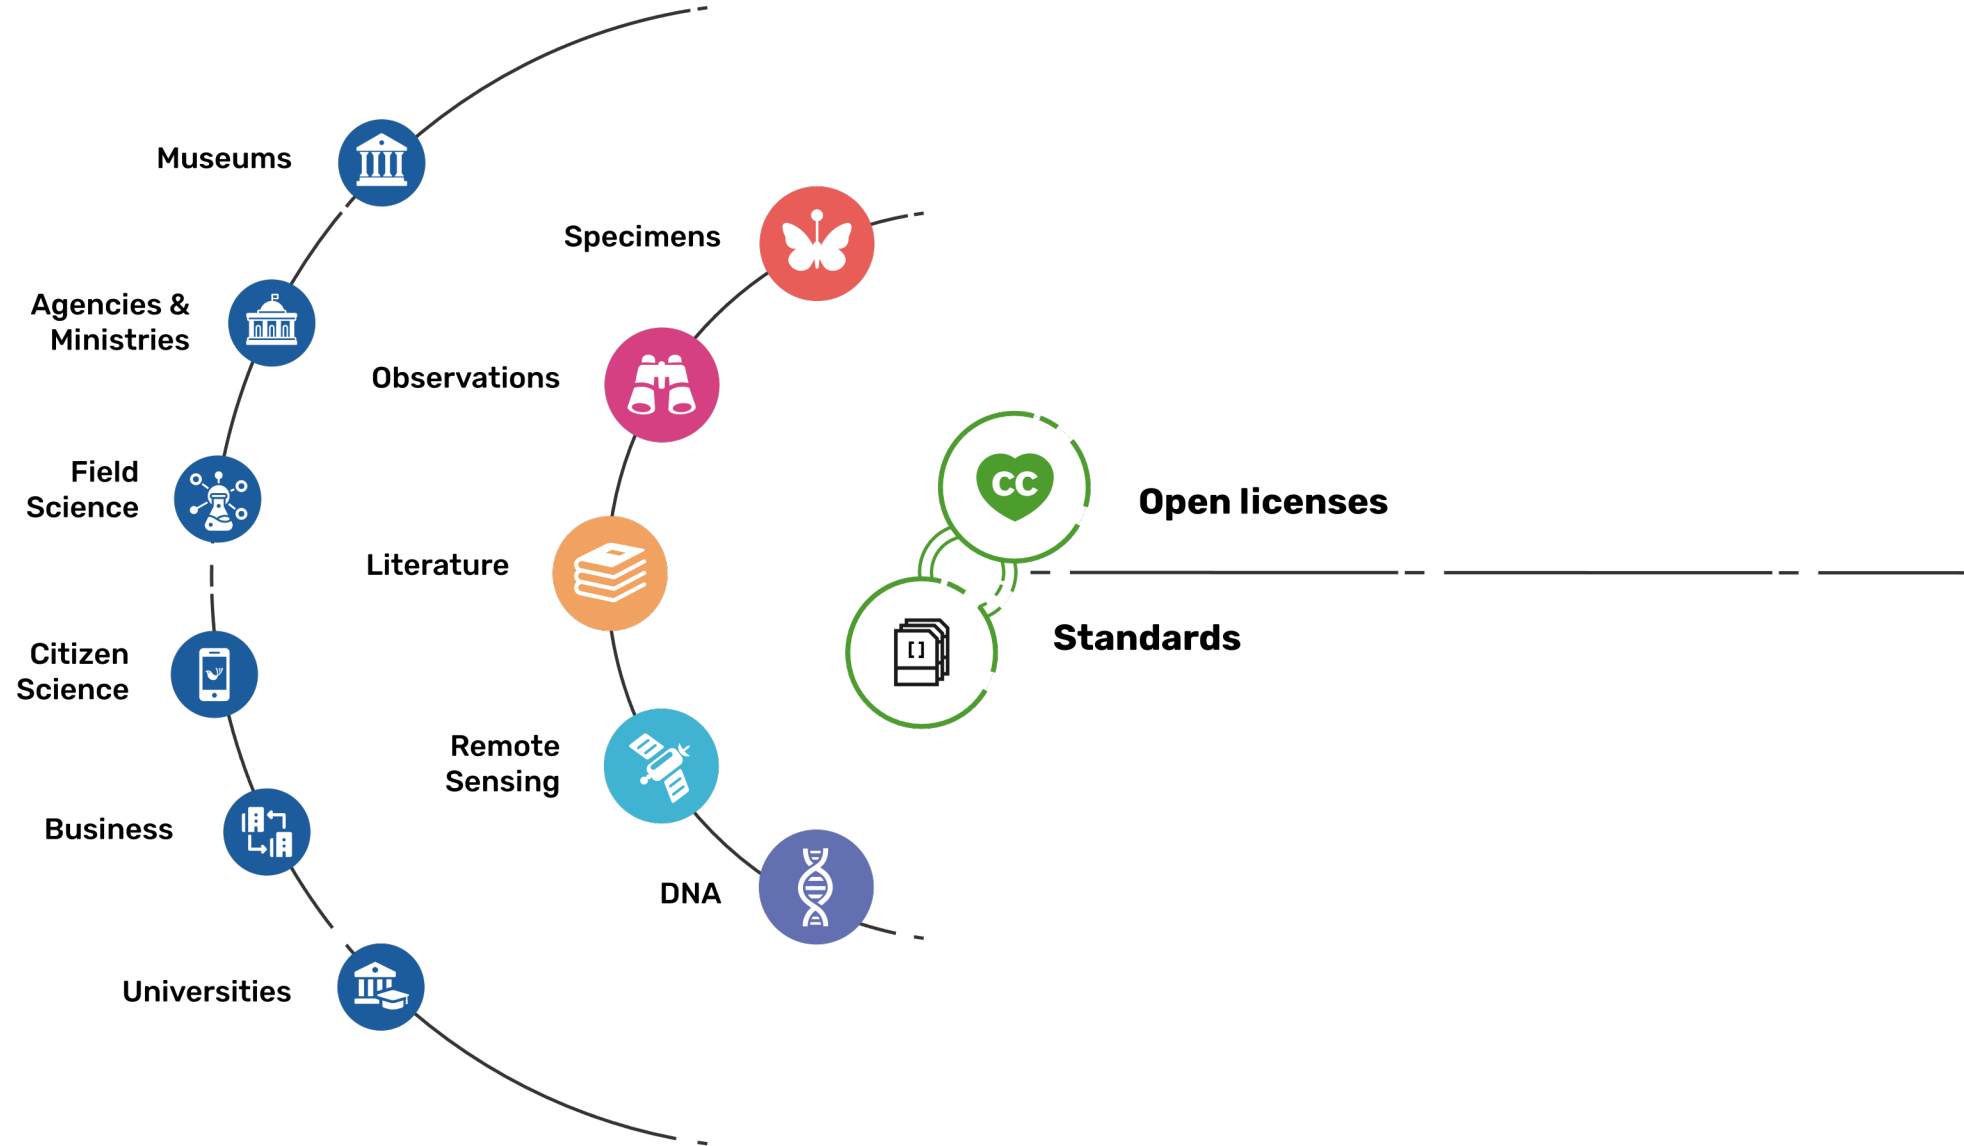 Museums
Agencies &
Ministries
Field
Science
Citizen
Science
Business
Universities
Specimens
Observations
Literature
Remote
Sensing
DNA
CC
Open licenses
[ ]
Standards